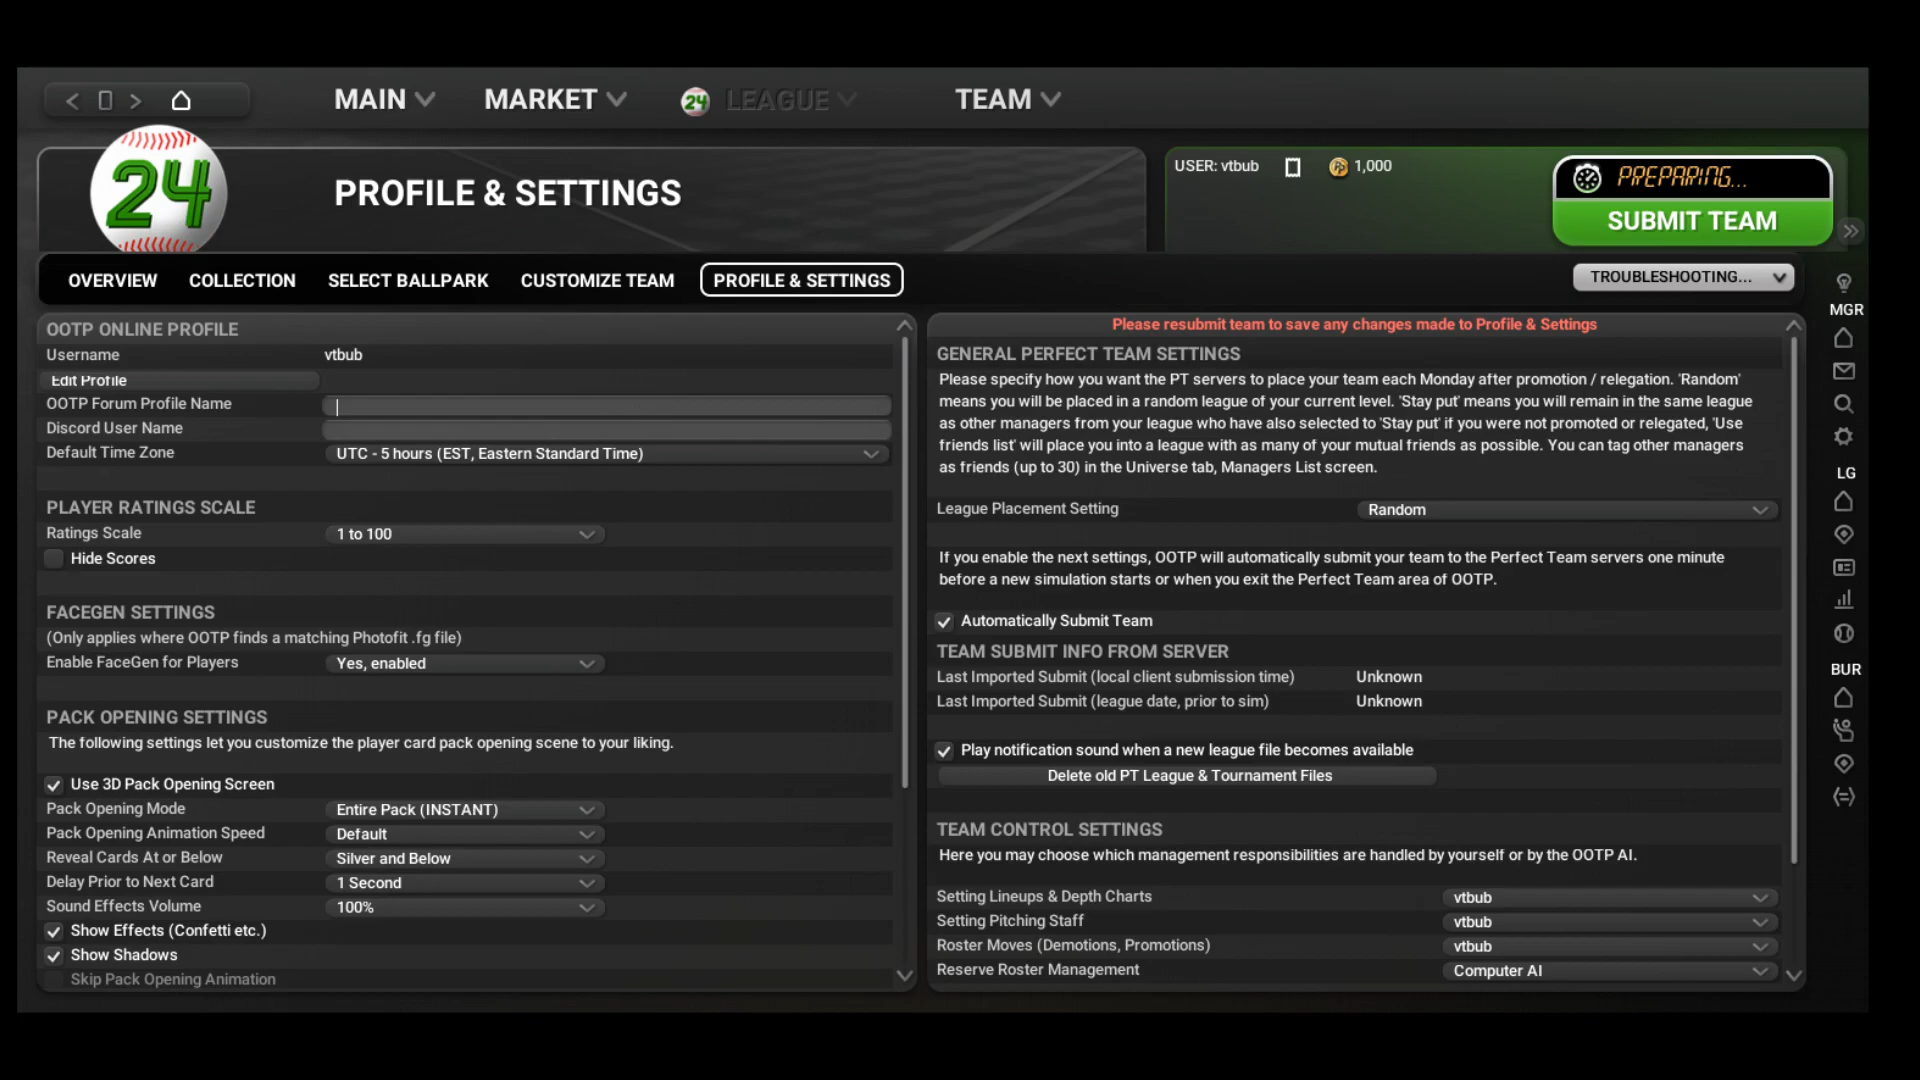 MAIN
MARKET
24
LEAGUE
TEAM
24
PROFILE & SETTINGS
USER: vtbub
1,000
PREPARING...
SUBMIT TEAM
OVERVIEW
COLLECTION
SELECT BALLPARK
CUSTOMIZE TEAM
PROFILE & SETTINGS
TROUBLESHOOTING...
OOTP ONLINE PROFILE
Username vtbub
Edit Profile
OOTP Forum Profile Name
Discord User Name
Default Time Zone UTC - 5 hours (EST, Eastern Standard Time)
PLAYER RATINGS SCALE
Ratings Scale 1 to 100
Hide Scores
FACEGEN SETTINGS
(Only applies where OOTP finds a matching Photofit .fg file)
Enable FaceGen for Players Yes, enabled
PACK OPENING SETTINGS
The following settings let you customize the player card pack opening scene to your liking.
Use 3D Pack Opening Screen
Pack Opening Mode Entire Pack (INSTANT)
Pack Opening Animation Speed Default
Reveal Cards At or Below Silver and Below
Delay Prior to Next Card 1 Second
Sound Effects Volume 100%
Show Effects (Confetti etc.)
Show Shadows
Skip Pack Opening Animation
Please resubmit team to save any changes made to Profile & Settings
GENERAL PERFECT TEAM SETTINGS
Please specify how you want the PT servers to place your team each Monday after promotion / relegation. 'Random'
means you will be placed in a random league of your current level. 'Stay put' means you will remain in the same league
as other managers from your league who have also selected to 'Stay put' if you were not promoted or relegated, 'Use
friends list' will place you into a league with as many of your mutual friends as possible. You can tag other managers
as friends (up to 30) in the Universe tab, Managers List screen.
League Placement Setting Random
If you enable the next settings, OOTP will automatically submit your team to the Perfect Team servers one minute
before a new simulation starts or when you exit the Perfect Team area of OOTP.
Automatically Submit Team
TEAM SUBMIT INFO FROM SERVER
Last Imported Submit (local client submission time) Unknown
Last Imported Submit (league date, prior to sim) Unknown
Play notification sound when a new league file becomes available
Delete old PT League & Tournament Files
TEAM CONTROL SETTINGS
Here you may choose which management responsibilities are handled by yourself or by the OOTP AI.
Setting Lineups & Depth Charts vtbub
Setting Pitching Staff vtbub
Roster Moves (Demotions, Promotions) vtbub
Reserve Roster Management Computer AI
MGR
LG
BUR